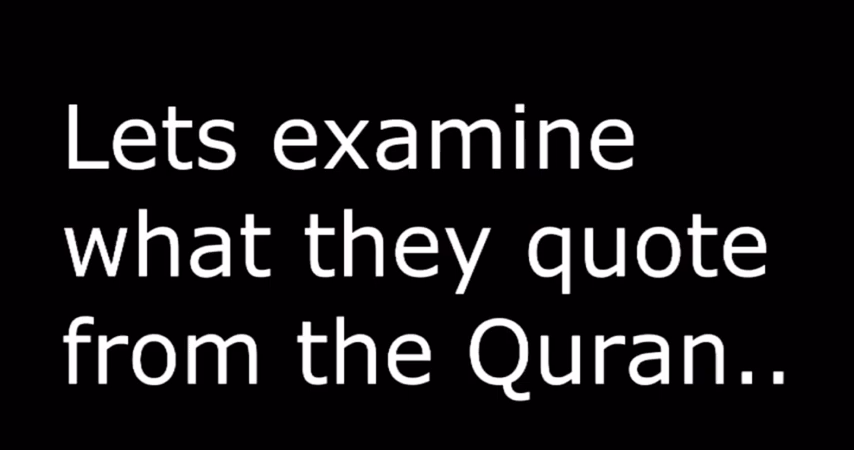 Lets examine
what they quote
from the Quran..